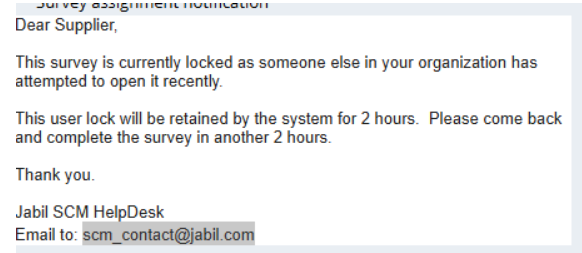 Survey assignment notification
Dear Supplier,
This survey is currently locked as someone else in your organization has
attempted to open it recently.
This user lock will be retained by the system for 2 hours.  Please come back
and complete the survey in another 2 hours.
Thank you.
Jabil SCM HelpDesk
Email to: scm_contact@jabil.com